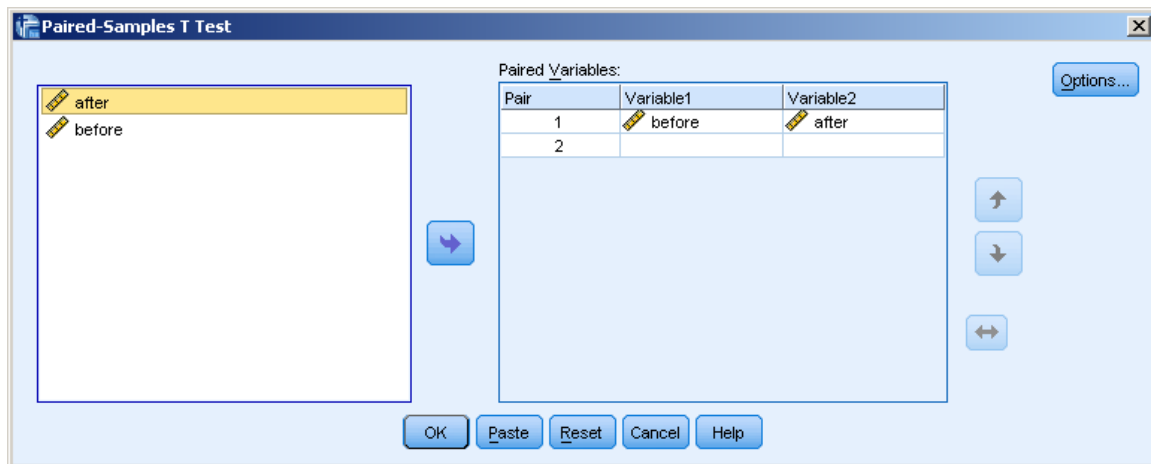 Paired-Samples T Test
after
before
Paired Variables:
Pair Variable1 Variable2
1 before after
2
Options...
OK Paste Reset Cancel Help